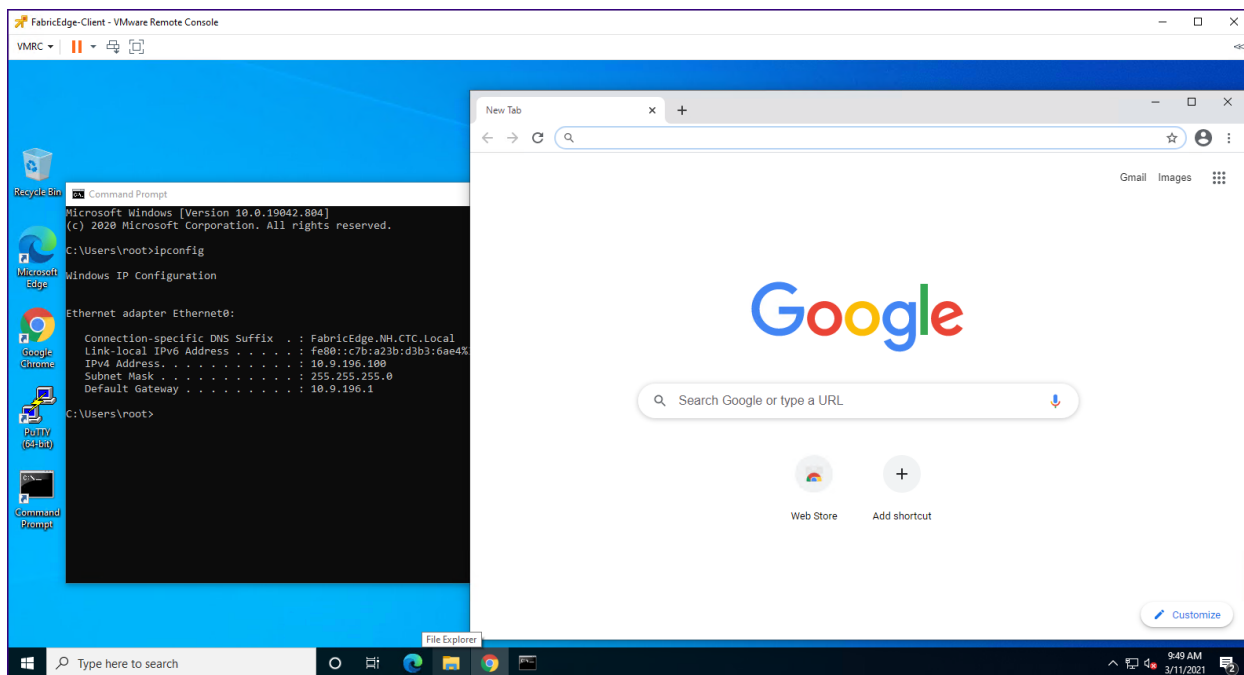 FabricEdge-Client - VMware Remote Console
VMRC
New Tab
Gmail Images
Recycle Bin
Command Prompt
Microsoft Windows [Version 10.0.19042.804]
(c) 2020 Microsoft Corporation. All rights reserved.
C:\Users\root>ipconfig
Windows IP Configuration
Ethernet adapter Ethernet0:
Connection-specific DNS Suffix . : FabricEdge.NH.CTC.Local
Link-local IPv6 Address . . . . . : fe80::c7b:a23b:d3b3:6ae4%
IPv4 Address. . . . . . . . . . . : 10.9.196.100
Subnet Mask . . . . . . . . . . . : 255.255.255.0
Default Gateway . . . . . . . . . : 10.9.196.1
C:\Users\root>
Microsoft
Edge
Google
Chrome
PuTTY
(64-bit)
Command
Prompt
Google
Search Google or type a URL
Web Store
Add shortcut
Customize
File Explorer
Type here to search
9:49 AM
3/11/2021
2